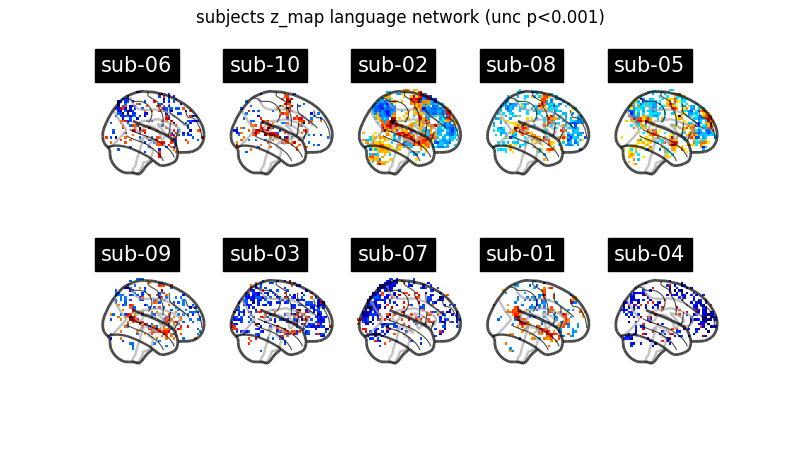 subjects z_map language network (unc p<0.001)
sub-06 sub-10 sub-02 sub-08 sub-05
sub-09 sub-03 sub-07 sub-01 sub-04